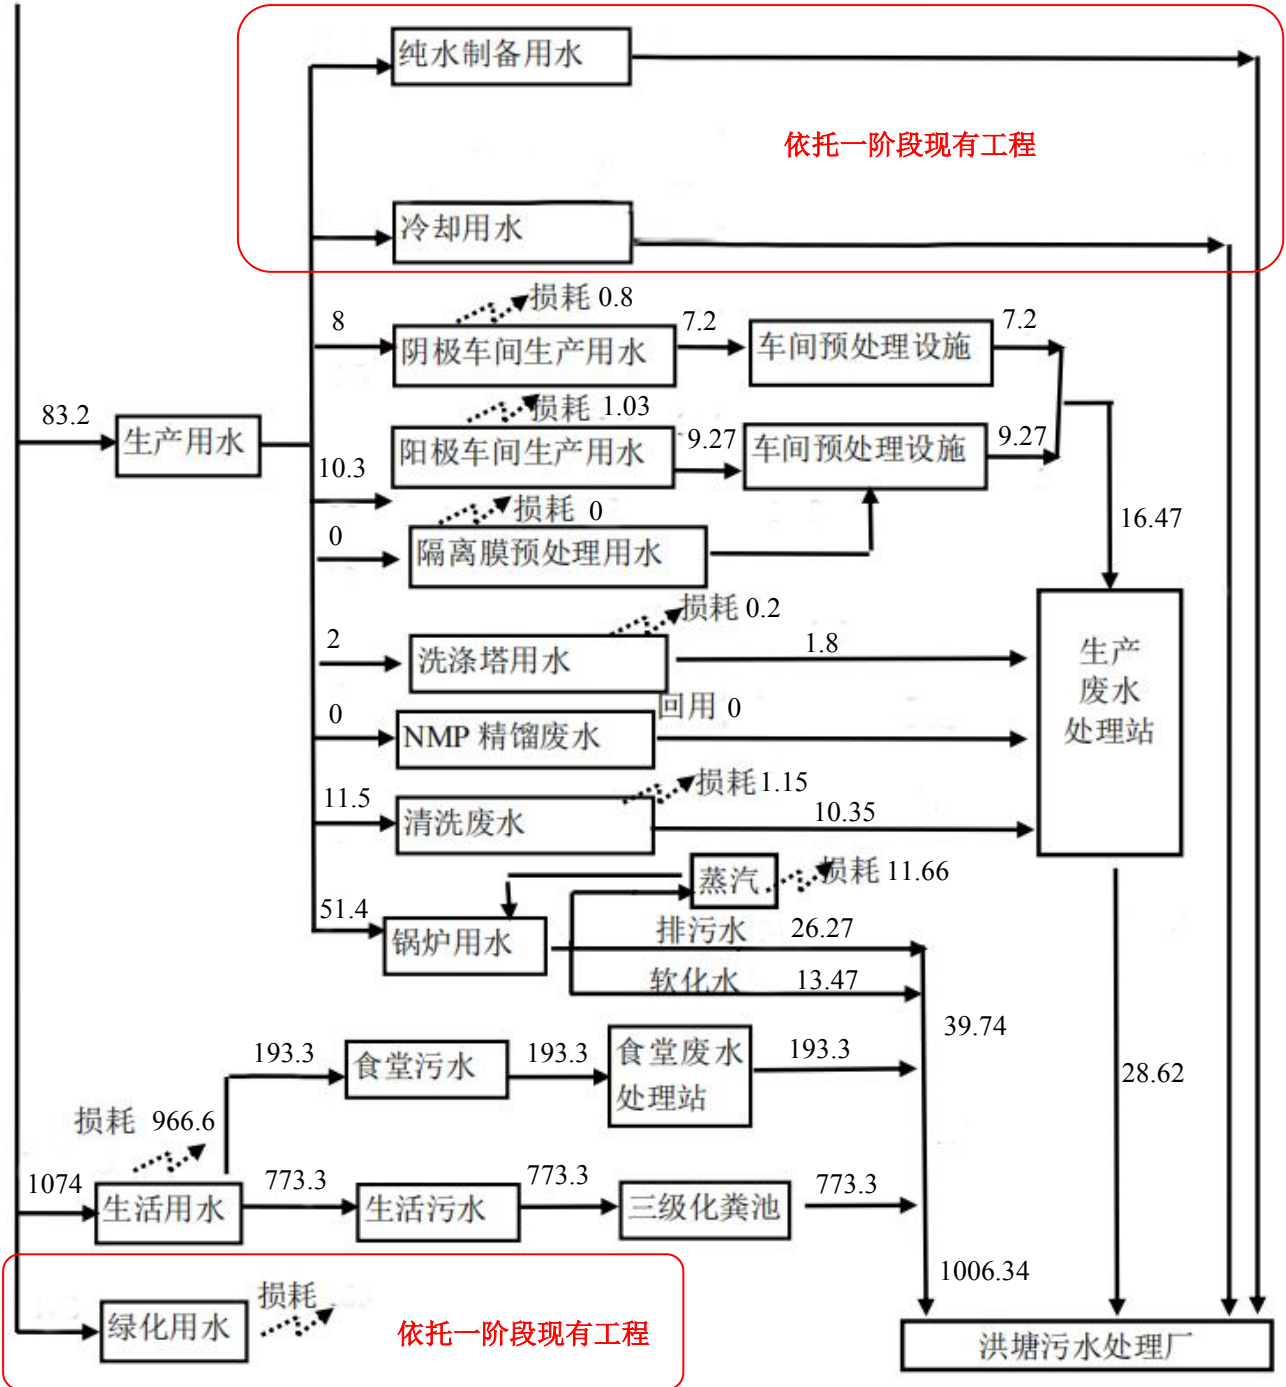 纯水制备用水
依托一阶段现有工程
冷却用水
损耗 0.8
8
7.2
7.2
阴极车间生产用水
车间预处理设施
损耗 1.03
83.2
生产用水
9.27
9.27
阳极车间生产用水
车间预处理设施
10.3
损耗 0
0
16.47
隔离膜预处理用水
损耗 0.2
2
1.8
洗涤塔用水
生产
废水
处理站
回用 0
0
NMP 精馏废水
损耗 1.15
11.5
10.35
清洗废水
蒸汽
损耗 11.66
51.4
锅炉用水
排污水 26.27
软化水 13.47
39.74
193.3
食堂污水
193.3
食堂废水
处理站
193.3
28.62
损耗 966.6
1074
生活用水
773.3
生活污水
773.3
三级化粪池
773.3
1006.34
损耗
绿化用水
依托一阶段现有工程
洪塘污水处理厂